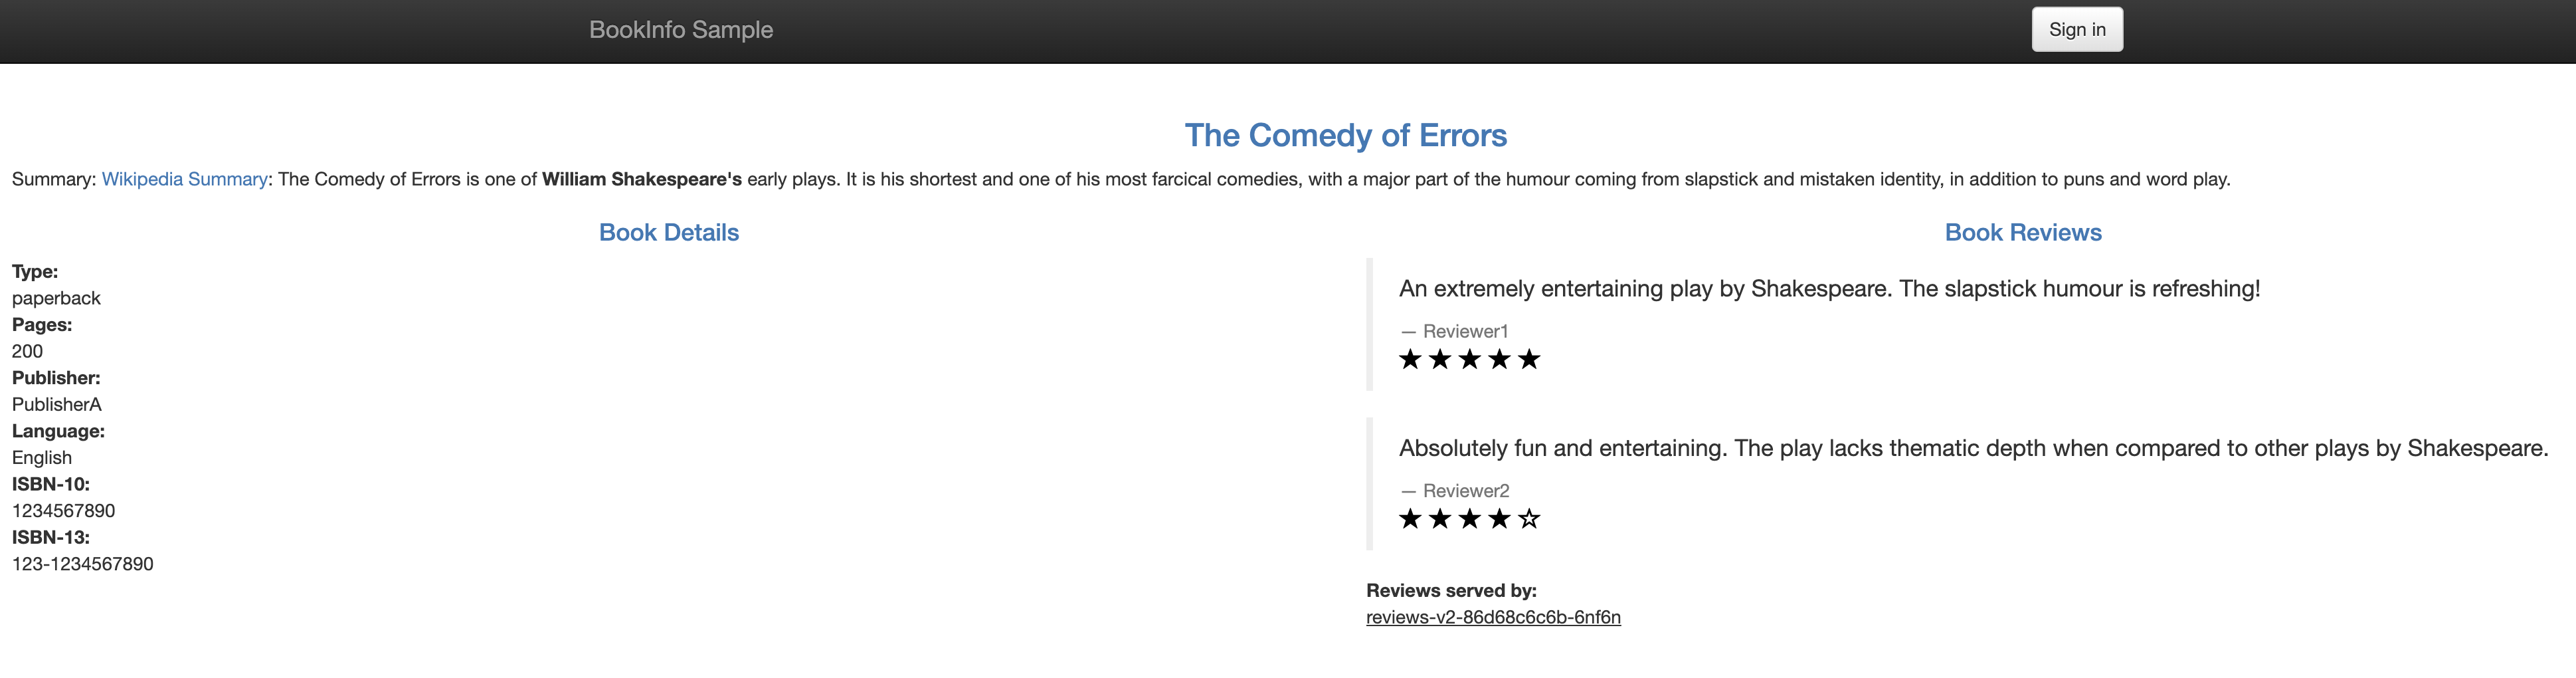 BookInfo Sample
Sign in
The Comedy of Errors
Summary: Wikipedia Summary: The Comedy of Errors is one of William Shakespeare's early plays. It is his shortest and one of his most farcical comedies, with a major part of the humour coming from slapstick and mistaken identity, in addition to puns and word play.
Book Details
Type:
paperback
Pages:
200
Publisher:
PublisherA
Language:
English
ISBN-10:
1234567890
ISBN-13:
123-1234567890
Book Reviews
An extremely entertaining play by Shakespeare. The slapstick humour is refreshing!
— Reviewer1
★★★★★
Absolutely fun and entertaining. The play lacks thematic depth when compared to other plays by Shakespeare.
— Reviewer2
★★★★☆
Reviews served by:
reviews-v2-86d68c6c6b-6nf6n